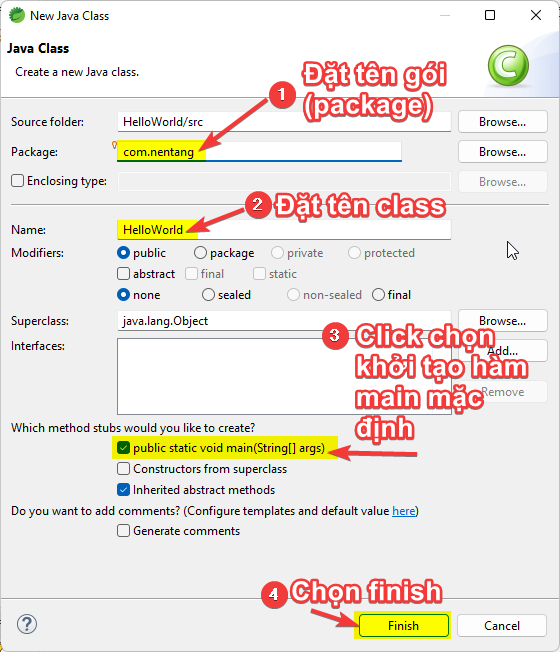 New Java Class
Java Class
Create a new Java class.
1 Đặt tên gói
(package)
Source folder: HelloWorld/src Browse...
Package: com.nentang Browse...
Enclosing type: Browse...
2 Đặt tên class
Name: HelloWorld
Modifiers: public package private protected
abstract final static
none sealed non-sealed final
Superclass: java.lang.Object Browse...
Interfaces: Add...
Remove
3 Click chọn
khởi tạo hàm
main mặc
định
Which method stubs would you like to create?
public static void main(String[] args)
Constructors from superclass
Inherited abstract methods
Do you want to add comments? (Configure templates and default value here)
Generate comments
4 Chọn finish
? Finish Cancel